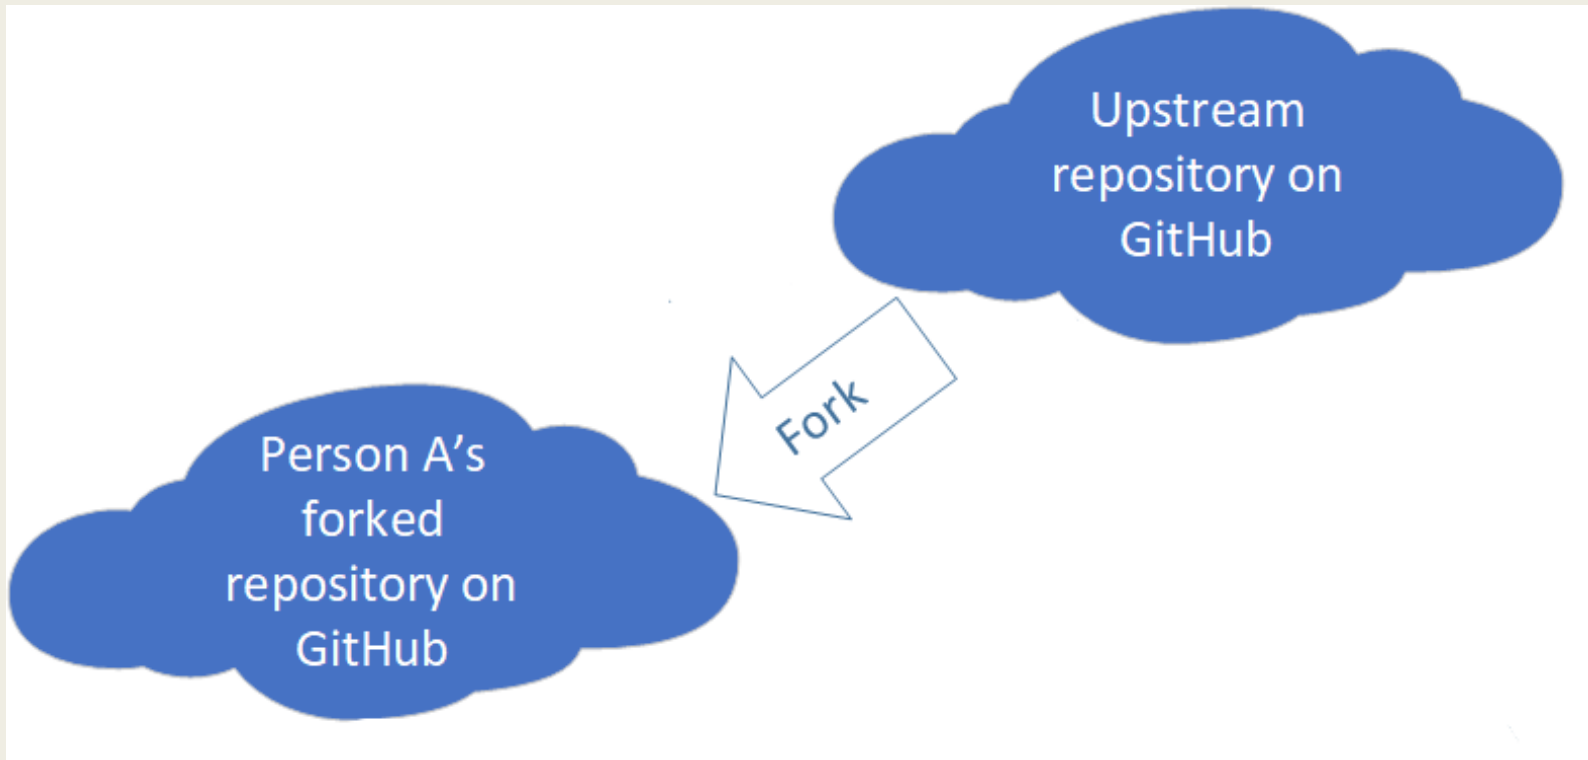 Upstream
repository on
GitHub
Fork
Person A’s
forked
repository on
GitHub